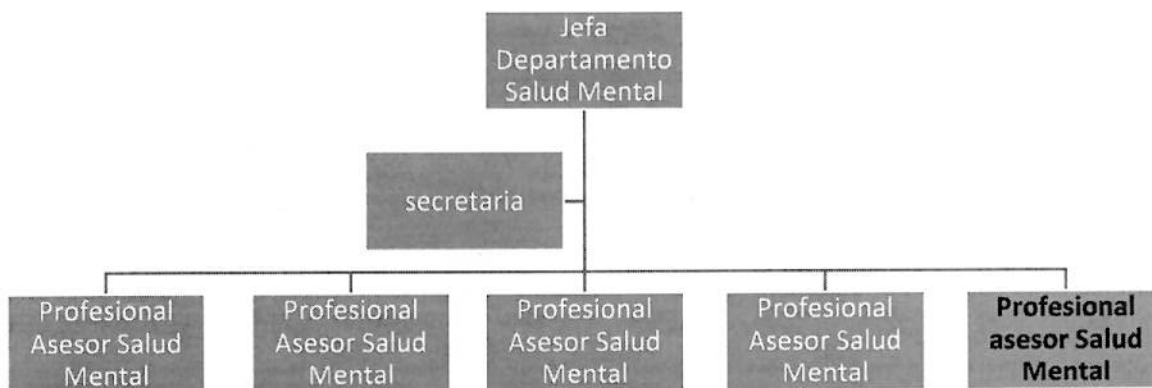 Jefa
Departamento
Salud Mental
secretaria
Profesional
Asesor Salud
Mental
Profesional
Asesor Salud
Mental
Profesional
Asesor Salud
Mental
Profesional
Asesor Salud
Mental
Profesional
asesor Salud
Mental